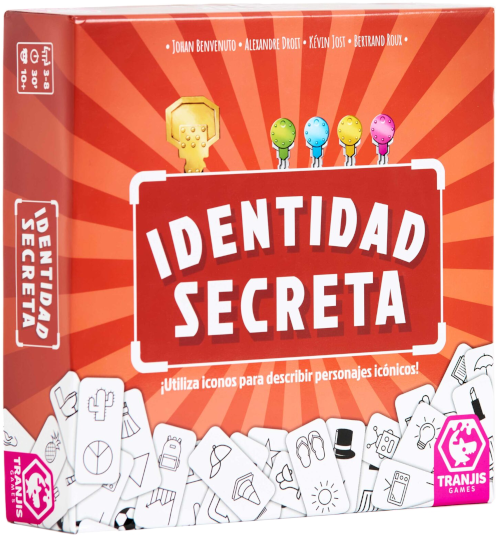 • Johan Benvenuto • Alexandre Droit • Kévin Jost • Bertrand Roux •
IDENTIDAD
SECRETA
¡Utiliza iconos para describir personajes icónicos!
TRANJIS
GAMES
3-8
30'
10+
IDENTIDAD
SECRETA
TRANJIS
GAMES